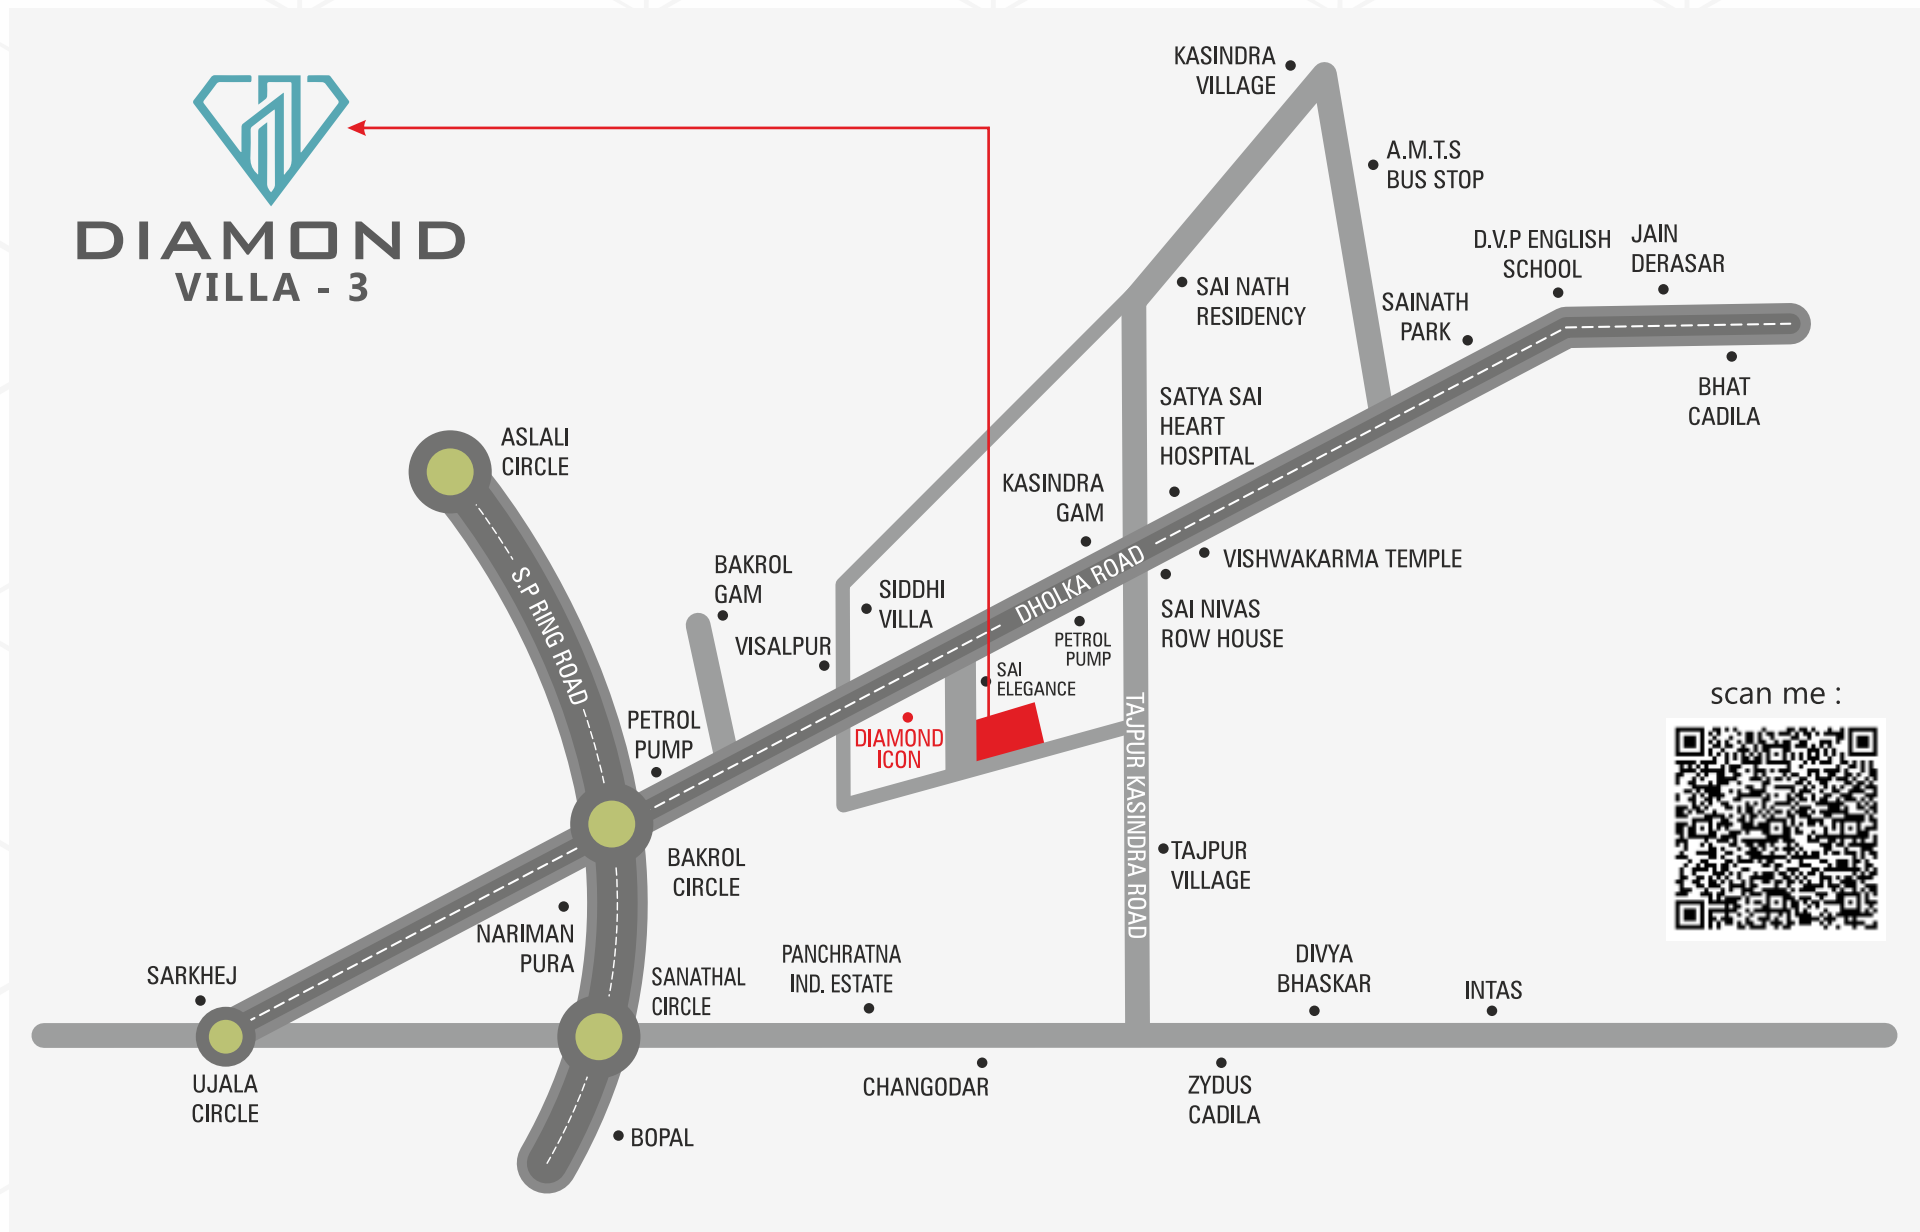 DIAMOND
VILLA - 3
KASINDRA
VILLAGE
A.M.T.S
BUS STOP
D.V.P ENGLISH
SCHOOL
JAIN
DERASAR
SAI NATH
RESIDENCY
SAINATH
PARK
BHAT
CADILA
SATYA SAI
HEART
HOSPITAL
ASLALI
CIRCLE
KASINDRA
GAM
VISHWAKARMA TEMPLE
DHOLKA ROAD
S.P RING ROAD
BAKROL
GAM
SIDDHI
VILLA
SAI NIVAS
ROW HOUSE
VISALPUR
PETROL
PUMP
SAI
ELEGANCE
PETROL
PUMP
DIAMOND
ICON
TAJPUR KASINDRA ROAD
scan me :
BAKROL
CIRCLE
TAJPUR
VILLAGE
NARIMAN
PURA
SARKHEJ
SANATHAL
CIRCLE
PANCHRATNA
IND. ESTATE
DIVYA
BHASKAR
INTAS
UJALA
CIRCLE
CHANGODAR
ZYDUS
CADILA
BOPAL